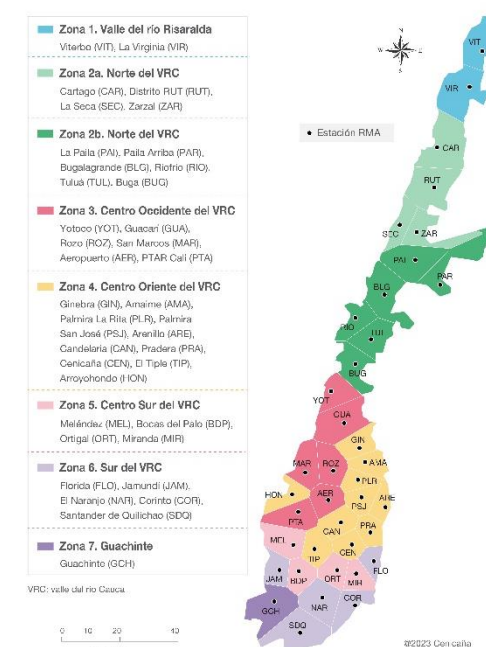 Zona 1. Valle del río Risaralda
Viterbo (VIT), La Virginia (VIR)
Zona 2a. Norte del VRC
Cartago (CAR), Distrito RUT (RUT),
La Seca (SEC), Zarzal (ZAR)
Zona 2b. Norte del VRC
La Paila (PAI), Paila Arriba (PAR),
Bugalagrande (BLG), Riofrío (RIO),
Tuluá (TUL), Buga (BUG)
Zona 3. Centro Occidente del VRC
Yotoco (YOT), Guacarí (GUA),
Rozo (ROZ), San Marcos (MAR),
Aeropuerto (AER), PTAR Cali (PTA)
Zona 4. Centro Oriente del VRC
Ginebra (GIN), Amaime (AMA),
Palmira La Rita (PLR), Palmira
San José (PSJ), Arenillo (ARE),
Candelaria (CAN), Pradera (PRA),
Cenicaña (CEN), El Tiple (TIP),
Arroyohondo (HON)
Zona 5. Centro Sur del VRC
Meléndez (MEL), Bocas del Palo (BDP),
Ortigal (ORT), Miranda (MIR)
Zona 6. Sur del VRC
Florida (FLO), Jamundí (JAM),
El Naranjo (NAR), Corinto (COR),
Santander de Quilichao (SDQ)
Zona 7. Guachinte
Guachinte (GCH)
VRC: valle del río Cauca
0 10 20 40
N
S
Estación RMA
VIT
VIR
CAR
RUT
SEC
ZAR
PAI
PAR
BLG
RIO
TUL
BUG
YOT
GUA
GIN
MAR
ROZ
AMA
PLR
HON
AER
PSJ
ARE
PTA
CAN
PRA
MEL
TIP
CEN
JAM
BDP
ORT
MIR
FLO
GCH
NAR
COR
SDQ
©2023 Cenicaña